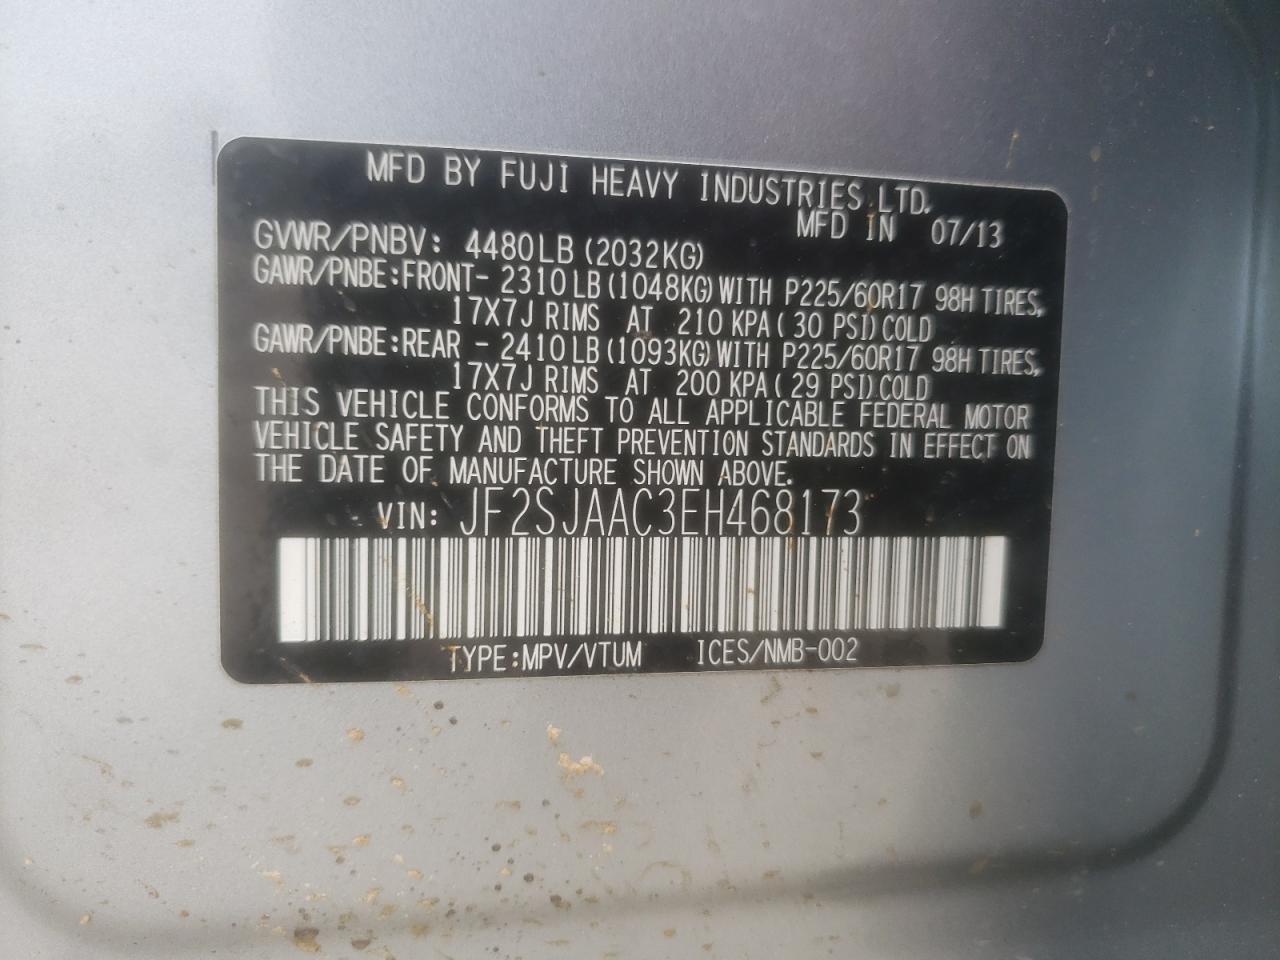 MFD BY FUJI HEAVY INDUSTRIES LTD.
MFD IN 07/13
GVWR/PNBV: 4480LB (2032KG)
GAWR/PNBE:FRONT- 2310LB (1048KG) WITH P225/60R17 98H TIRES,
17X7J RIMS AT 210 KPA ( 30 PSI) COLD
GAWR/PNBE:REAR - 2410LB (1093KG) WITH P225/60R17 98H TIRES,
17X7J RIMS AT 200 KPA ( 29 PSI) COLD
THIS VEHICLE CONFORMS TO ALL APPLICABLE FEDERAL MOTOR
VEHICLE SAFETY AND THEFT PREVENTION STANDARDS IN EFFECT ON
THE DATE OF MANUFACTURE SHOWN ABOVE.
VIN: JF2SJAAC3EH468173
TYPE:MPV/VTUM ICES/NMB-002